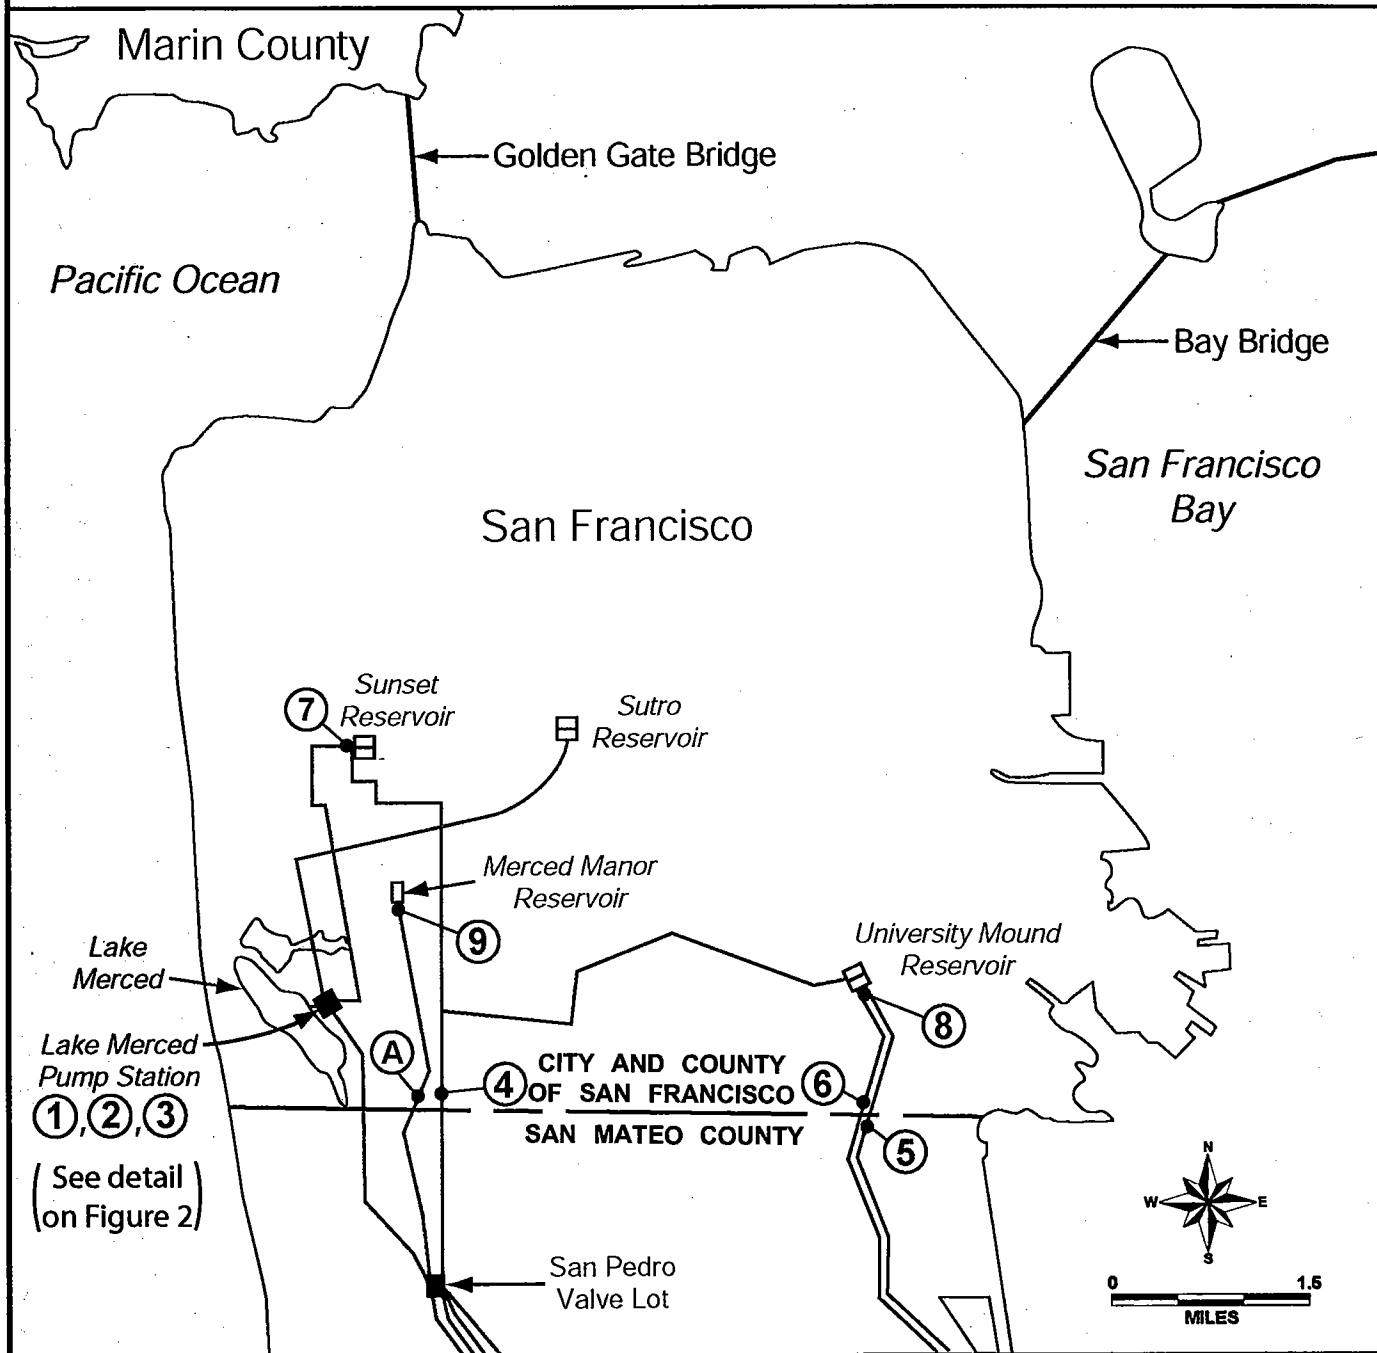 Marin County
Golden Gate Bridge
Pacific Ocean
Bay Bridge
San Francisco
Bay
San Francisco
7
Sunset
Reservoir
Sutro
Reservoir
Merced Manor
Reservoir
9
Lake
Merced
University Mound
Reservoir
8
Lake Merced
Pump Station
1, 2, 3
(See detail
on Figure 2)
A
4
CITY AND COUNTY
OF SAN FRANCISCO
6
SAN MATEO COUNTY
5
San Pedro
Valve Lot
N
W E
S
0 1.5
MILES